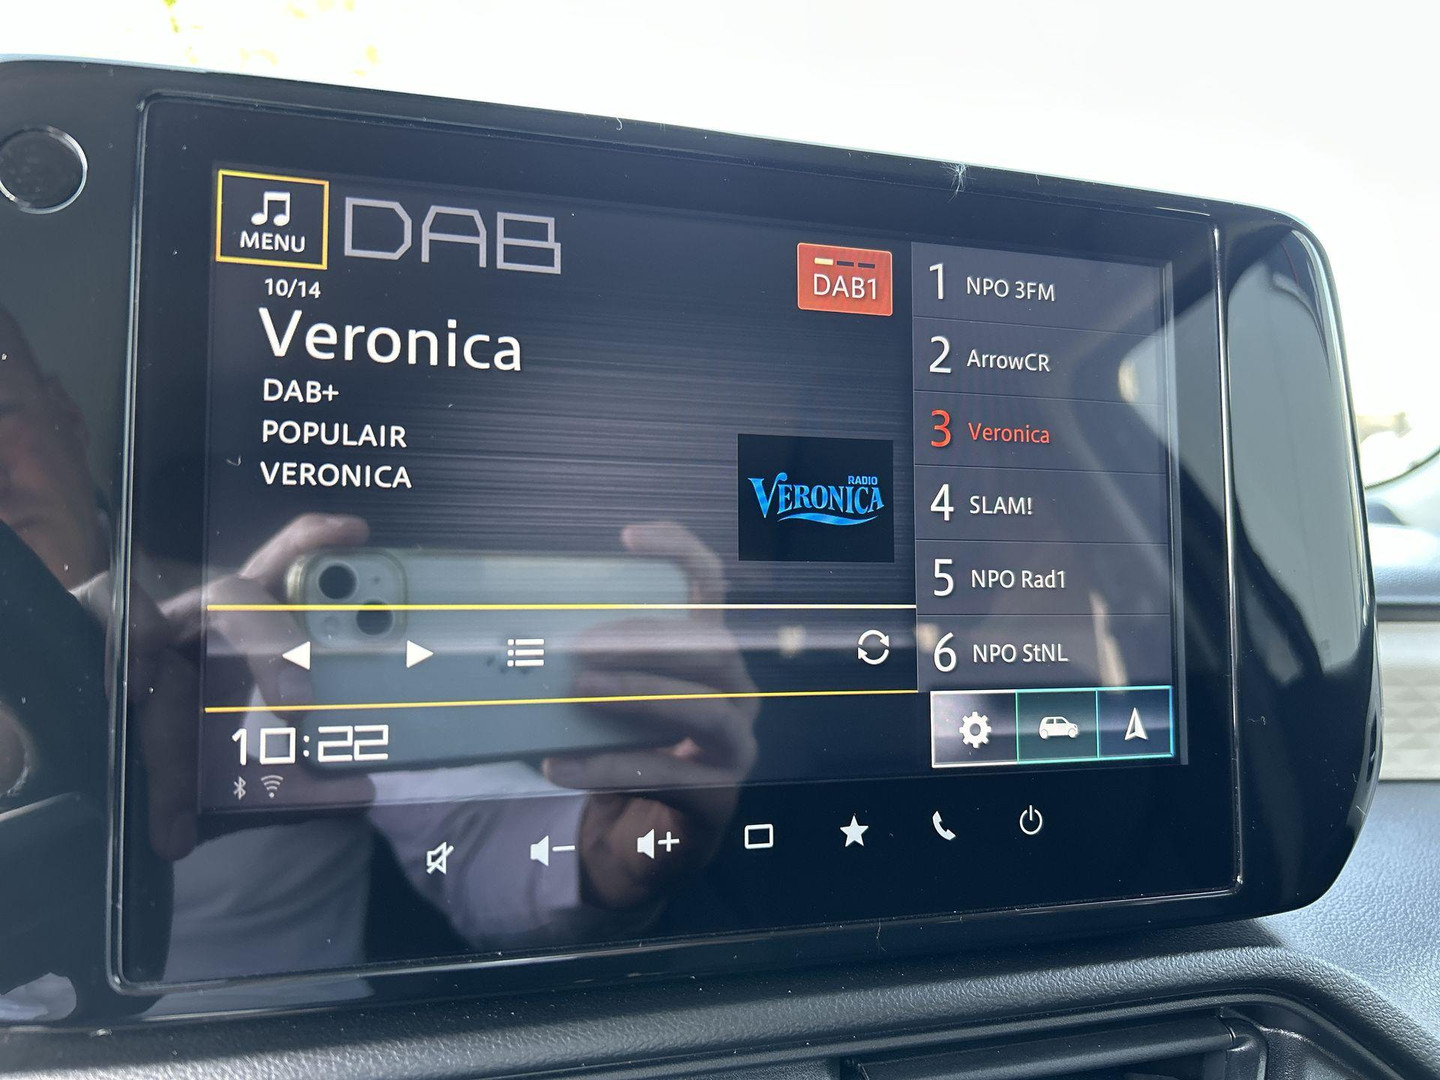 MENU
DAB
10/14
Veronica
DAB+
POPULAIR
VERONICA
DAB1
RADIO
VERONICA
1 NPO 3FM
2 ArrowCR
3 Veronica
4 SLAM!
5 NPO Rad1
6 NPO StNL
10:22